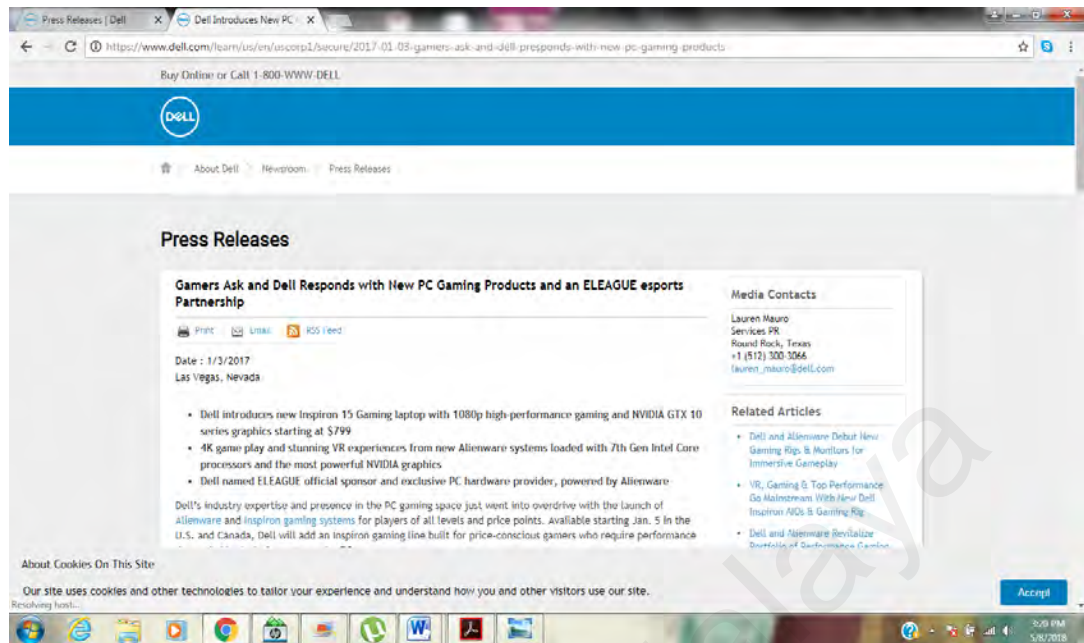 Press Releases | Dell
Dell Introduces New PC
https://www.dell.com/learn/us/en/uscorp1/secure/2017-01-03-gamers-ask-and-dell-presponds-with-new-pc-gaming-products
Buy Online or Call 1-800-WWW-DELL
DELL
About Dell
Newsroom
Press Releases
Press Releases
Gamers Ask and Dell Responds with New PC Gaming Products and an ELEAGUE esports
Partnership
Print
Email
RSS Feed
Date : 1/3/2017
Las Vegas, Nevada
• Dell introduces new Inspiron 15 Gaming laptop with 1080p high-performance gaming and NVIDIA GTX 10
series graphics starting at $799
• 4K game play and stunning VR experiences from new Alienware systems loaded with 7th Gen Intel Core
processors and the most powerful NVIDIA graphics
• Dell named ELEAGUE official sponsor and exclusive PC hardware provider, powered by Alienware
Dell's industry expertise and presence in the PC gaming space just went into overdrive with the launch of
Alienware and Inspiron gaming systems for players of all levels and price points. Available starting Jan. 5 in the
U.S. and Canada, Dell will add an Inspiron gaming line built for price-conscious gamers who require performance
Media Contacts
Lauren Mauro
Services PR
Round Rock, Texas
+1 (512) 300-3066
lauren_mauro@dell.com
Related Articles
• Dell and Alienware Debut New
Gaming Rigs & Monitors for
Immersive Gameplay
• VR, Gaming & Top Performance
Go Mainstream With New Dell
Inspiron AIOs & Gaming Rig
• Dell and Alienware Revitalize
Portfolio of Performance Gaming
About Cookies On This Site
Our site uses cookies and other technologies to tailor your experience and understand how you and other visitors use our site.
Accept
Resolving host...
3:20 PM
5/8/2018
laya